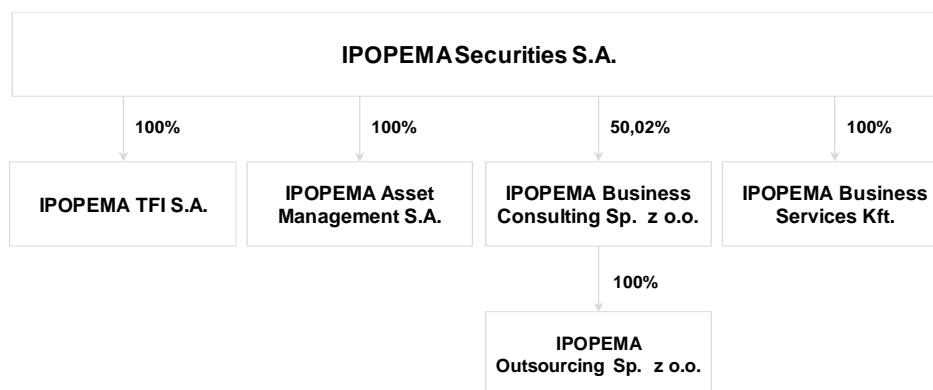 IPOPEMA Securities S.A.
100%
100%
50,02%
100%
IPOPEMA TFI S.A.
IPOPEMA Asset
Management S.A.
IPOPEMA Business
Consulting Sp. z o.o.
IPOPEMA Business
Services Kft.
100%
IPOPEMA
Outsourcing Sp. z o.o.